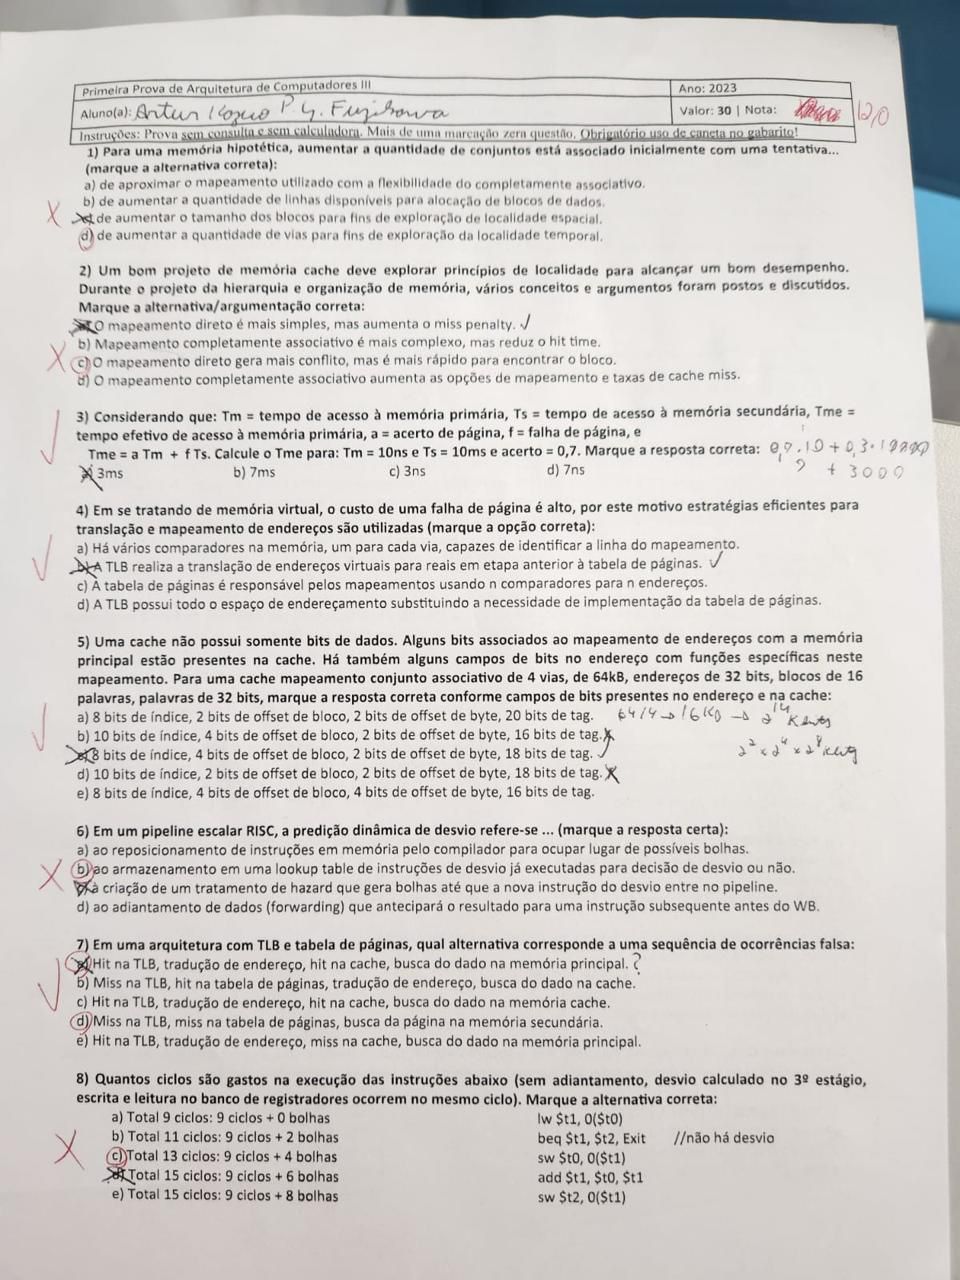 Primeira Prova de Arquitetura de Computadores III
Ano: 2023
Aluno(a): Artur
Valor: 30 | Nota: 12,0
Instruções: Prova sem consulta e sem calculadora. Mais de uma marcação zera questão. Obrigatório uso de caneta no gabarito!
1) Para uma memória hipotética, aumentar a quantidade de conjuntos está associado inicialmente com uma tentativa...
(marque a alternativa correta):
a) de aproximar o mapeamento utilizado com a flexibilidade do completamente associativo.
b) de aumentar a quantidade de linhas disponíveis para alocação de blocos de dados.
c) de aumentar o tamanho dos blocos para fins de exploração de localidade espacial.
d) de aumentar a quantidade de vias para fins de exploração da localidade temporal.
2) Um bom projeto de memória cache deve explorar princípios de localidade para alcançar um bom desempenho.
Durante o projeto da hierarquia e organização de memória, vários conceitos e argumentos foram postos e discutidos.
Marque a alternativa/argumentação correta:
a) O mapeamento direto é mais simples, mas aumenta o miss penalty. ✓
b) Mapeamento completamente associativo é mais complexo, mas reduz o hit time.
c) O mapeamento direto gera mais conflito, mas é mais rápido para encontrar o bloco.
d) O mapeamento completamente associativo aumenta as opções de mapeamento e taxas de cache miss.
3) Considerando que: Tm = tempo de acesso à memória primária, Ts = tempo de acesso à memória secundária, Tme =
tempo efetivo de acesso à memória primária, a = acerto de página, f = falha de página, e
Tme = a Tm + f Ts. Calcule o Tme para: Tm = 10ns e Ts = 10ms e acerto = 0,7. Marque a resposta correta:
+ 3000
a) 3ms b) 7ms c) 3ns d) 7ns
4) Em se tratando de memória virtual, o custo de uma falha de página é alto, por este motivo estratégias eficientes para
translação e mapeamento de endereços são utilizadas (marque a opção correta):
a) Há vários comparadores na memória, um para cada via, capazes de identificar a linha do mapeamento.
b) A TLB realiza a translação de endereços virtuais para reais em etapa anterior à tabela de páginas. ✓
c) A tabela de páginas é responsável pelos mapeamentos usando n comparadores para n endereços.
d) A TLB possui todo o espaço de endereçamento substituindo a necessidade de implementação da tabela de páginas.
5) Uma cache não possui somente bits de dados. Alguns bits associados ao mapeamento de endereços com a memória
principal estão presentes na cache. Há também alguns campos de bits no endereço com funções específicas neste
mapeamento. Para uma cache mapeamento conjunto associativo de 4 vias, de 64kB, endereços de 32 bits, blocos de 16
palavras, palavras de 32 bits, marque a resposta correta conforme campos de bits presentes no endereço e na cache:
a) 8 bits de índice, 2 bits de offset de bloco, 2 bits de offset de byte, 20 bits de tag.
b) 10 bits de índice, 4 bits de offset de bloco, 2 bits de offset de byte, 16 bits de tag.
c) 8 bits de índice, 4 bits de offset de bloco, 2 bits de offset de byte, 18 bits de tag. ✓
d) 10 bits de índice, 2 bits de offset de bloco, 2 bits de offset de byte, 18 bits de tag.
e) 8 bits de índice, 4 bits de offset de bloco, 4 bits de offset de byte, 16 bits de tag.
6) Em um pipeline escalar RISC, a predição dinâmica de desvio refere-se ... (marque a resposta certa):
a) ao reposicionamento de instruções em memória pelo compilador para ocupar lugar de possíveis bolhas.
b) ao armazenamento em uma lookup table de instruções de desvio já executadas para decisão de desvio ou não.
c) à criação de um tratamento de hazard que gera bolhas até que a nova instrução do desvio entre no pipeline.
d) ao adiantamento de dados (forwarding) que antecipará o resultado para uma instrução subsequente antes do WB.
7) Em uma arquitetura com TLB e tabela de páginas, qual alternativa corresponde a uma sequência de ocorrências falsa:
a) Hit na TLB, tradução de endereço, hit na cache, busca do dado na memória principal. ?
b) Miss na TLB, hit na tabela de páginas, tradução de endereço, busca do dado na cache.
c) Hit na TLB, tradução de endereço, hit na cache, busca do dado na memória cache.
d) Miss na TLB, miss na tabela de páginas, busca da página na memória secundária.
e) Hit na TLB, tradução de endereço, miss na cache, busca do dado na memória principal.
8) Quantos ciclos são gastos na execução das instruções abaixo (sem adiantamento, desvio calculado no 3º estágio,
escrita e leitura no banco de registradores ocorrem no mesmo ciclo). Marque a alternativa correta:
a) Total 9 ciclos: 9 ciclos + 0 bolhas lw $t1, 0($t0)
b) Total 11 ciclos: 9 ciclos + 2 bolhas beq $t1, $t2, Exit //não há desvio
c) Total 13 ciclos: 9 ciclos + 4 bolhas sw $t0, 0($t1)
d) Total 15 ciclos: 9 ciclos + 6 bolhas add $t1, $t0, $t1
e) Total 15 ciclos: 9 ciclos + 8 bolhas sw $t2, 0($t1)